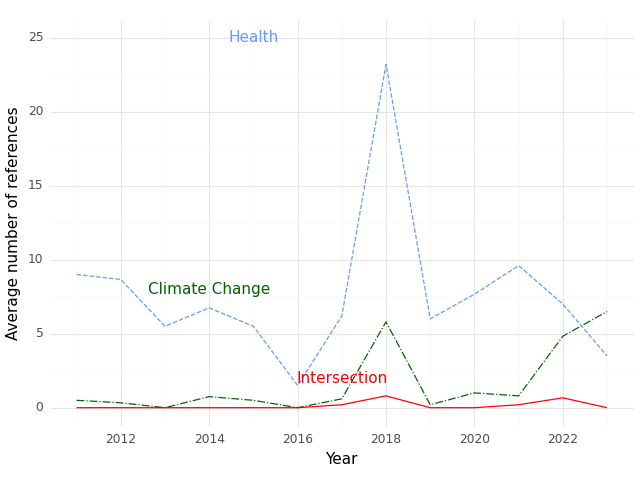 Health
25
20
15
10
5
0
Climate Change
Intersection
2012 2014 2016 2018 2020 2022
Year
Average number of references